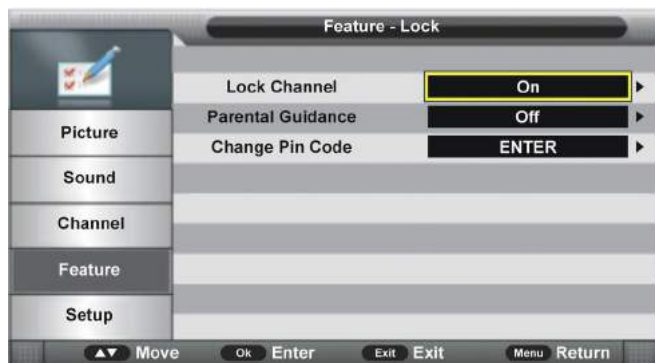 Feature - Lock
Lock Channel On
Parental Guidance Off
Change Pin Code ENTER
Picture
Sound
Channel
Feature
Setup
▲▼ Move Ok Enter Exit Exit Menu Return